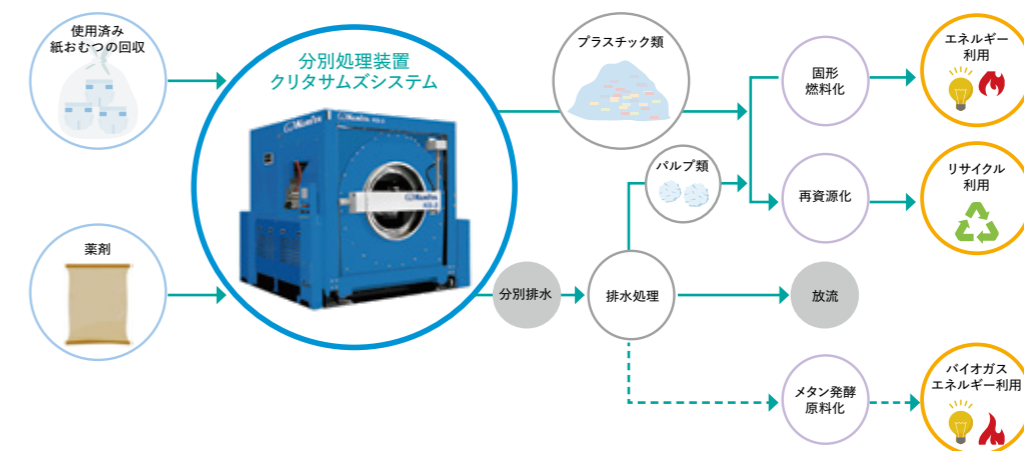 使用済み
紙おむつの回収
薬剤
分別処理装置
クリタサムズシステム
プラスチック類
パルプ類
分別排水
排水処理
固形
燃料化
再資源化
放流
メタン発酵
原料化
エネルギー
利用
リサイクル
利用
バイオガス
エネルギー利用